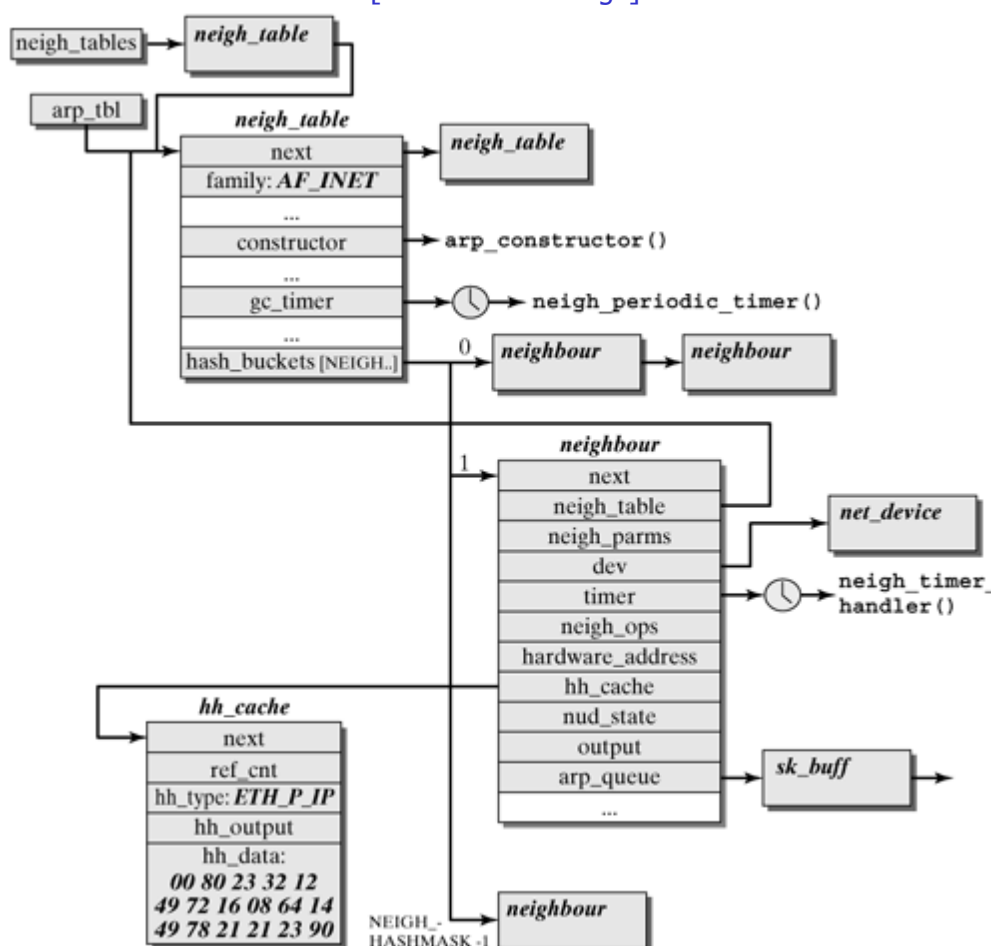 neigh_tables
neigh_table
arp_tbl
neigh_table
next
neigh_table
family: AF_INET
...
constructor
arp_constructor()
...
gc_timer
neigh_periodic_timer()
...
hash_buckets [NEIGH..]
0
neighbour
neighbour
neighbour
1
next
neigh_table
neigh_parms
net_device
dev
timer
neigh_timer_
handler()
neigh_ops
hardware_address
hh_cache
nud_state
output
arp_queue
sk_buff
...
hh_cache
next
ref_cnt
hh_type: ETH_P_IP
hh_output
hh_data:
00 80 23 32 12
49 72 16 08 64 14
49 78 21 21 23 90
NEIGH_-
HASHMASK -1
neighbour